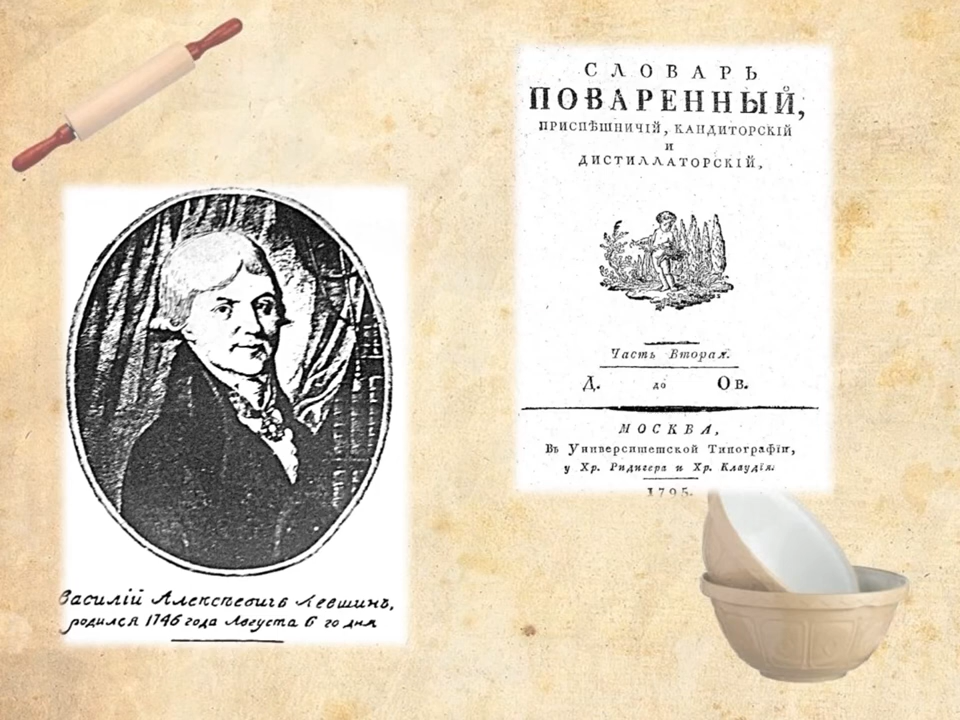 СЛОВАРЬ
ПОВАРЕННЫЙ,
ПРИСПѢШНИЧІЙ, КАНДИТОРСКІЙ
И
ДИСТИЛЛАТОРСКІЙ,
Часть Вторая.
Д. до Ов.
МОСКВА,
Въ Университетской Типографіи,
у Хр. Ридигера и Хр. Клаудія.
1795.
Василій Алексѣевичъ Левшинъ,
родился 1746 года Августа 6 го дня